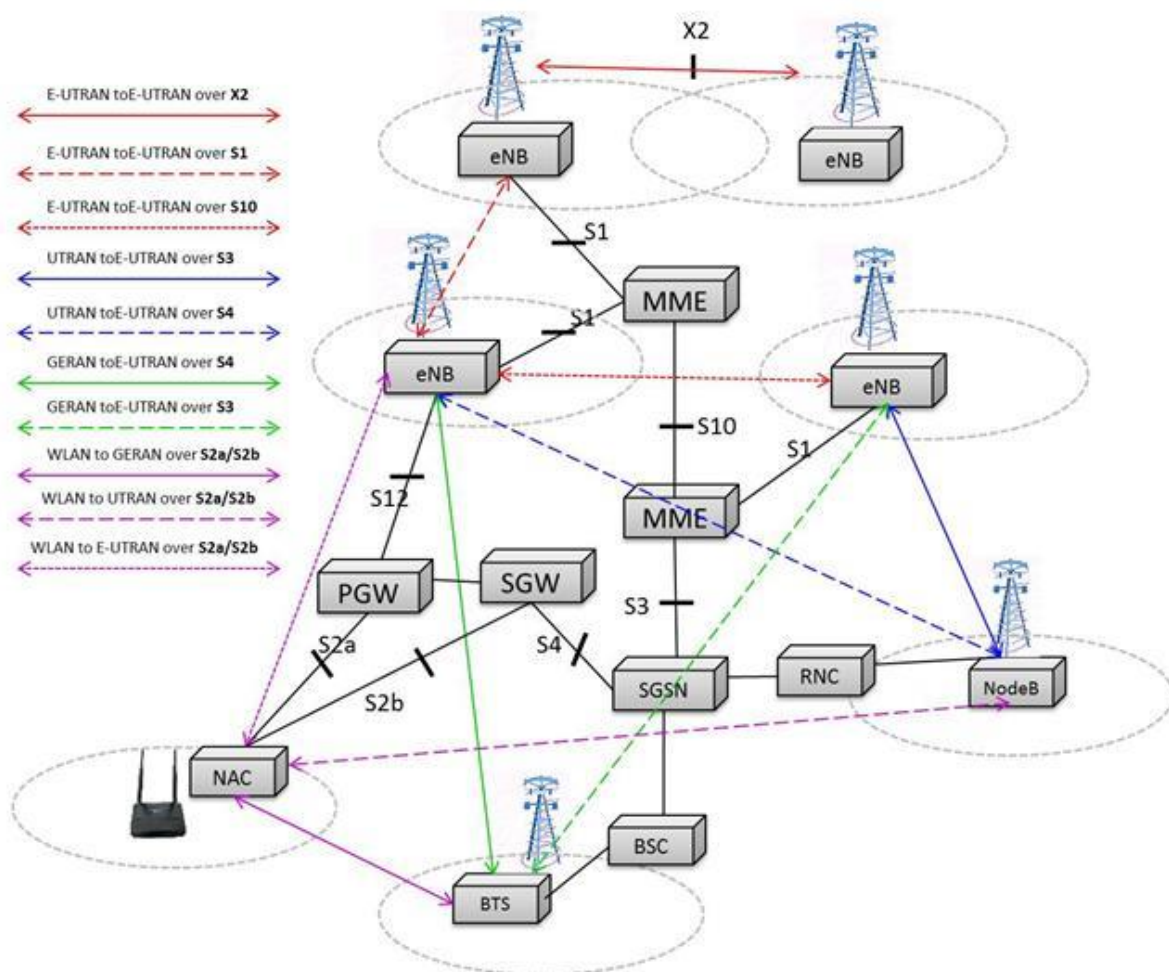 X2
E-UTRAN toE-UTRAN over X2
E-UTRAN toE-UTRAN over S1
E-UTRAN toE-UTRAN over S10
UTRAN toE-UTRAN over S3
UTRAN toE-UTRAN over S4
GERAN toE-UTRAN over S4
GERAN toE-UTRAN over S3
WLAN to GERAN over S2a/S2b
WLAN to UTRAN over S2a/S2b
WLAN to E-UTRAN over S2a/S2b
eNB
eNB
S1
MME
S1
eNB
eNB
S10
S1
S12
MME
PGW
SGW
S3
S2a
S4
S2b
SGSN
RNC
NodeB
NAC
BSC
BTS